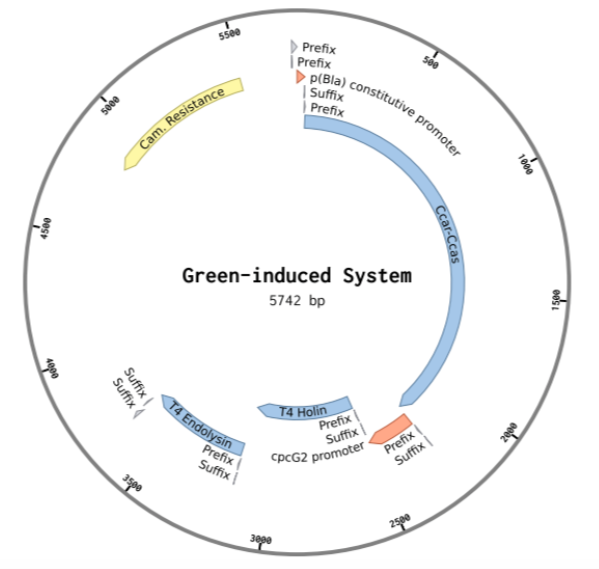 5500
500
Prefix
Prefix
p(Bla) constitutive promoter
Suffix
Prefix
5000
Cam. Resistance
1000
4500
Ccar-Ccas
Green-induced System
5742 bp
1500
4000
Suffix
Suffix
T4 Endolysin
Prefix
Suffix
T4 Holin
Prefix
Suffix
cpcG2 promoter
Prefix
Suffix
2000
3500
3000
2500